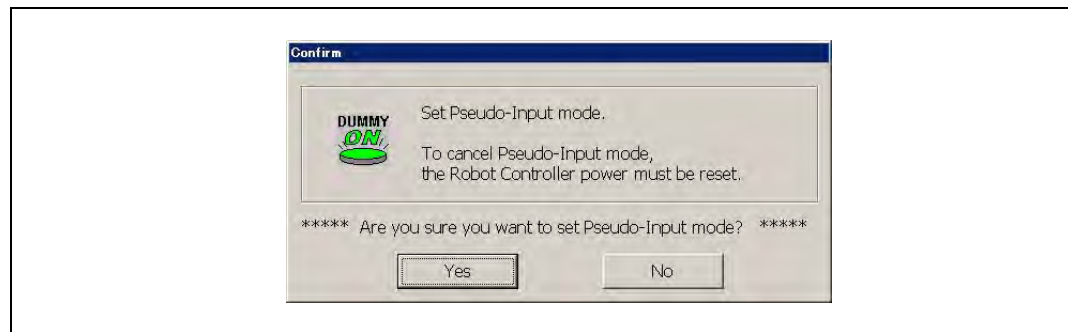 Confirm
DUMMY
ON
Set Pseudo-Input mode.
To cancel Pseudo-Input mode,
the Robot Controller power must be reset.
***** Are you sure you want to set Pseudo-Input mode? *****
Yes
No